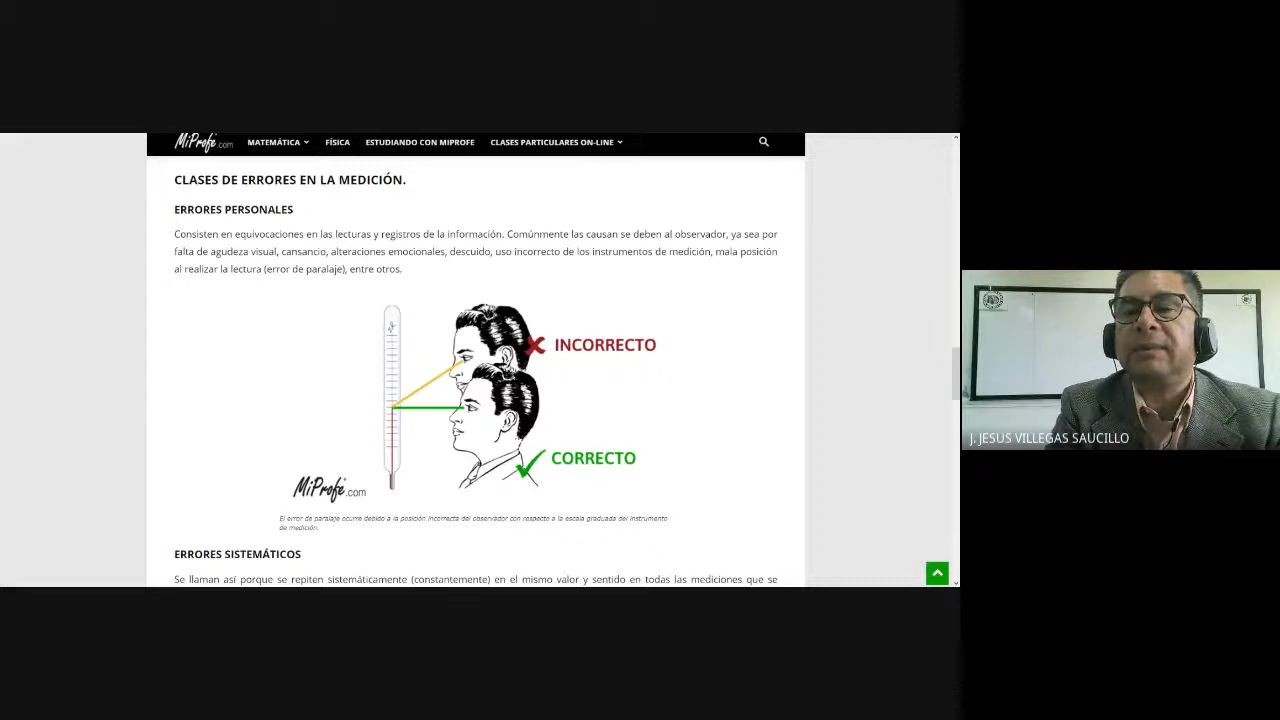 MiProfe.com MATEMÁTICA FÍSICA ESTUDIANDO CON MIPROFE CLASES PARTICULARES ON-LINE
CLASES DE ERRORES EN LA MEDICIÓN.
ERRORES PERSONALES
Consisten en equivocaciones en las lecturas y registros de la información. Comúnmente las causan se deben al observador, ya sea por
falta de agudeza visual, cansancio, alteraciones emocionales, descuido, uso incorrecto de los instrumentos de medición, mala posición
al realizar la lectura (error de paralaje), entre otros.
INCORRECTO
CORRECTO
MiProfe.com
El error de paralaje ocurre debido a la posición incorrecta del observador con respecto a la escala graduada del instrumento
de medición.
ERRORES SISTEMÁTICOS
Se llaman así porque se repiten sistemáticamente (constantemente) en el mismo valor y sentido en todas las mediciones que se
J. JESUS VILLEGAS SAUCILLO